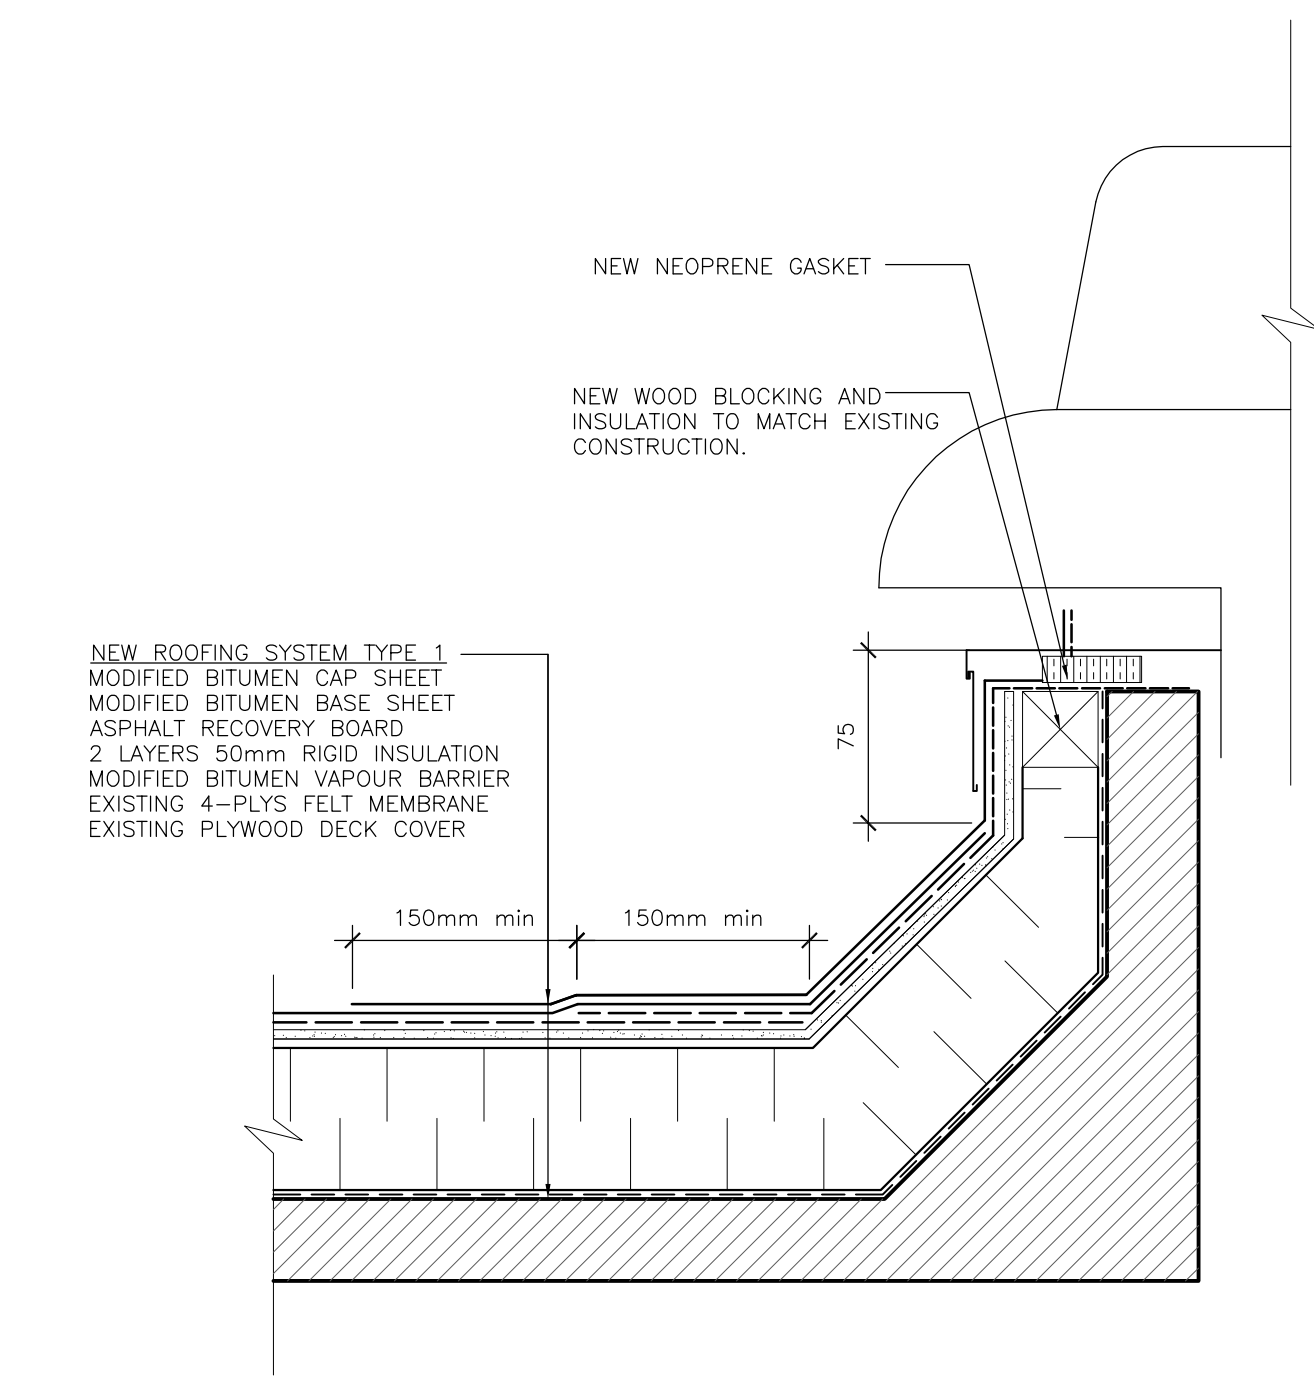 NEW NEOPRENE GASKET
NEW WOOD BLOCKING AND
INSULATION TO MATCH EXISTING
CONSTRUCTION.
NEW ROOFING SYSTEM TYPE 1
MODIFIED BITUMEN CAP SHEET
MODIFIED BITUMEN BASE SHEET
ASPHALT RECOVERY BOARD
2 LAYERS 50mm RIGID INSULATION
MODIFIED BITUMEN VAPOUR BARRIER
EXISTING 4-PLYS FELT MEMBRANE
EXISTING PLYWOOD DECK COVER
75
150mm min
150mm min